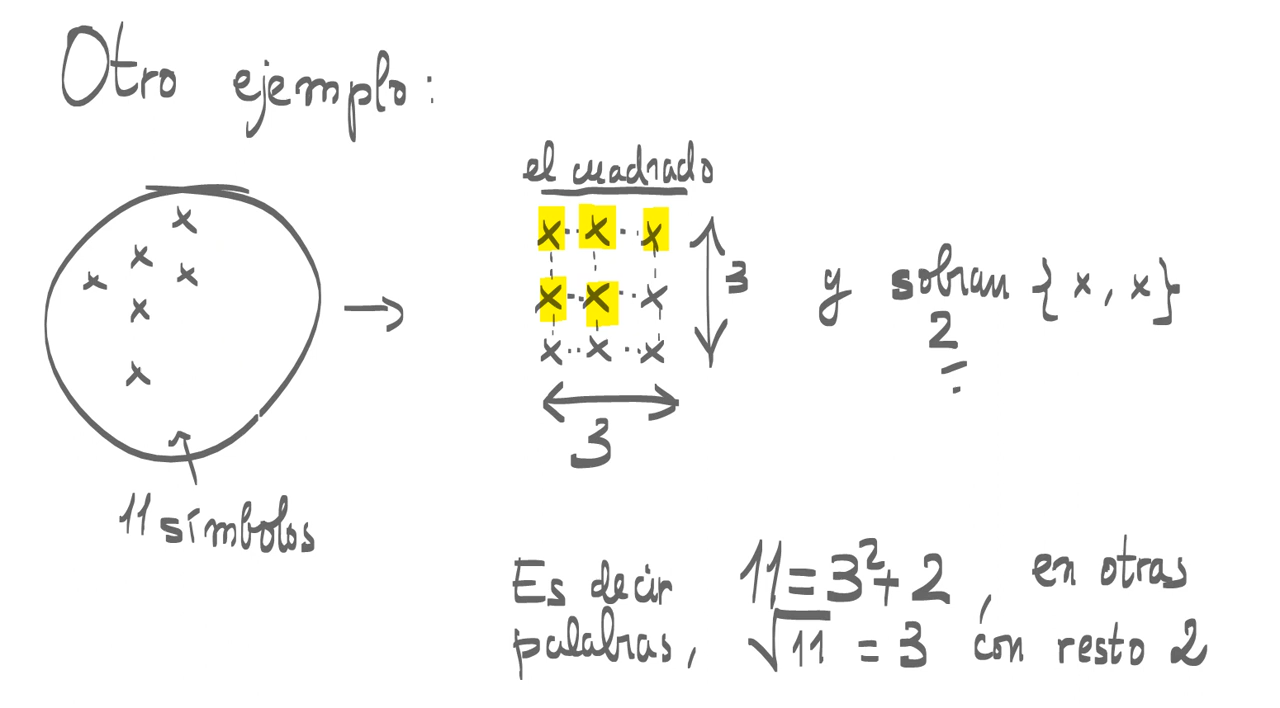 Otro ejemplo:
el cuadrado
x x x
x x x
x x x
3
3
y sobran {x, x}
2
x
x x x
x
x
11 símbolos
Es decir 11 = 3² + 2, en otras
palabras, √11 = 3 con resto 2